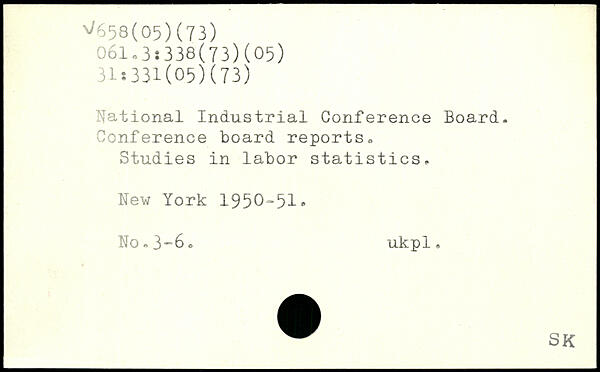 √658(05)(73)
061.3:338(73)(05)
31:331(05)(73)
National Industrial Conference Board.
Conference board reports.
Studies in labor statistics.
New York 1950-51.
No.3-6. ukpl.
SK